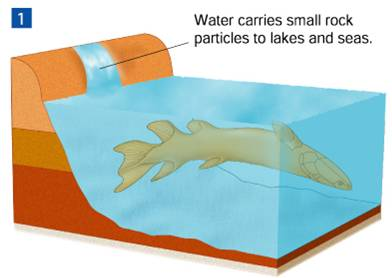 1
Water carries small rock
particles to lakes and seas.